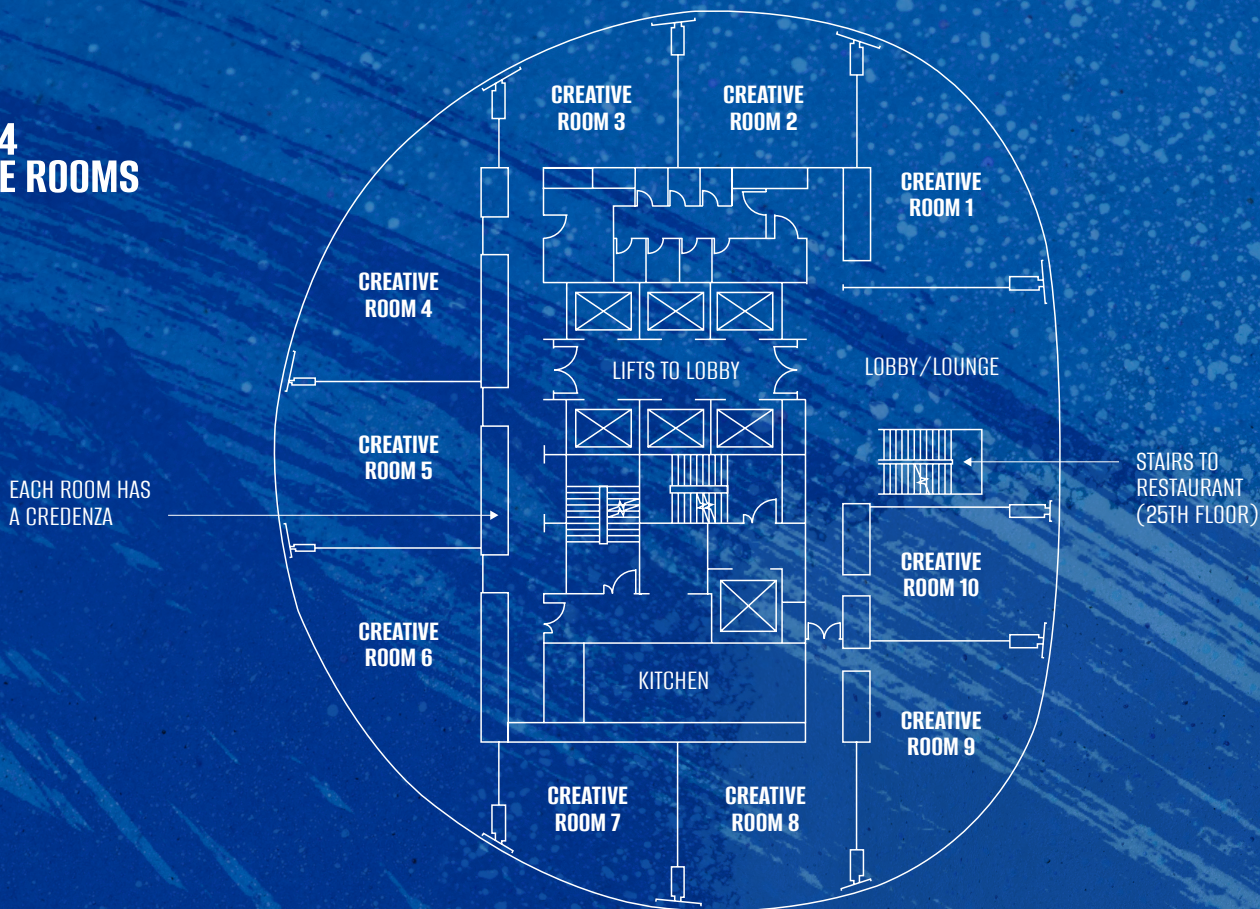 4
E ROOMS
CREATIVE
ROOM 3
CREATIVE
ROOM 2
CREATIVE
ROOM 1
CREATIVE
ROOM 4
LIFTS TO LOBBY
LOBBY/LOUNGE
CREATIVE
ROOM 5
EACH ROOM HAS
A CREDENZA
STAIRS TO
RESTAURANT
(25TH FLOOR)
CREATIVE
ROOM 10
CREATIVE
ROOM 6
KITCHEN
CREATIVE
ROOM 9
CREATIVE
ROOM 7
CREATIVE
ROOM 8